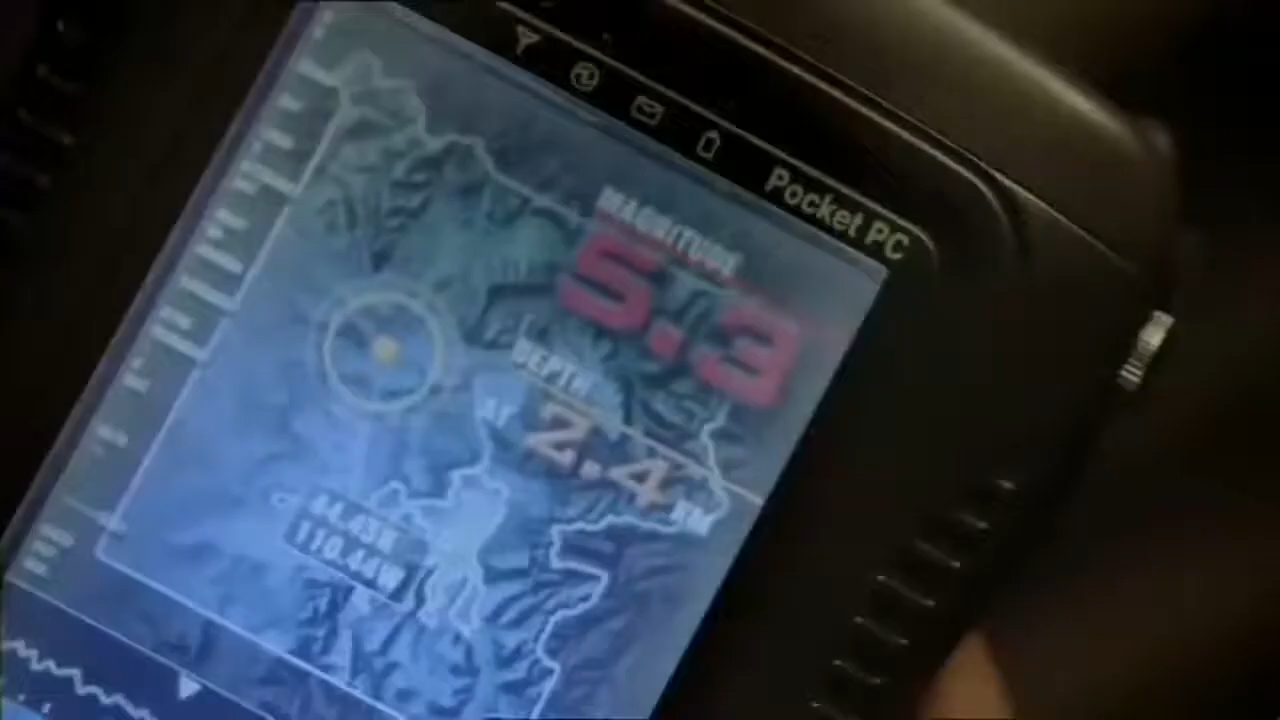 Pocket PC
MAGNITUDE
5.3
DEPTH
2.4 KM
44.43N
110.44W